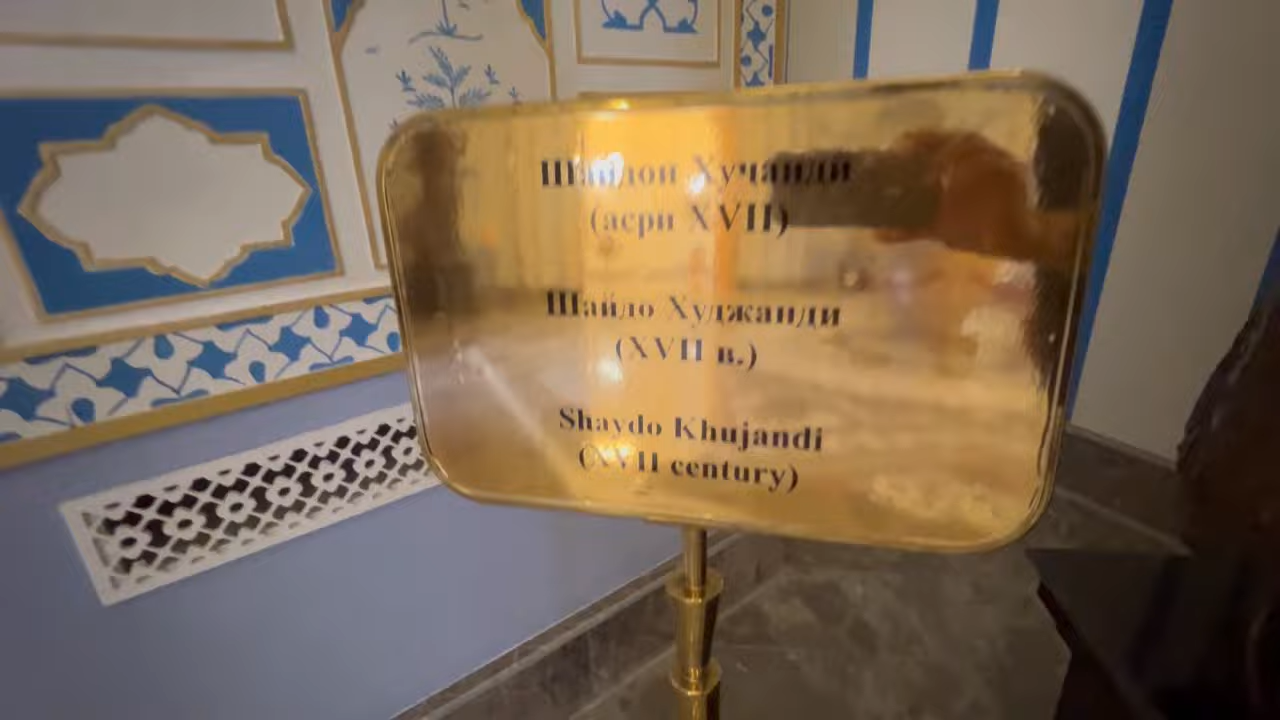 Шайдои Хуҷандӣ
(асри XVII)
Шайдо Худжанди
(XVII в.)
Shaydo Khujandi
(XVII century)